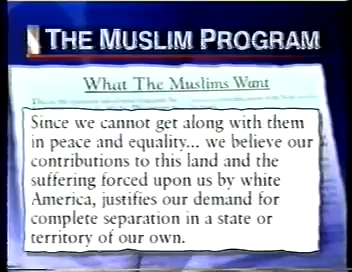 THE MUSLIM PROGRAM
What The Muslims Want
Since we cannot get along with them
in peace and equality... we believe our
contributions to this land and the
suffering forced upon us by white
America, justifies our demand for
complete separation in a state or
territory of our own.